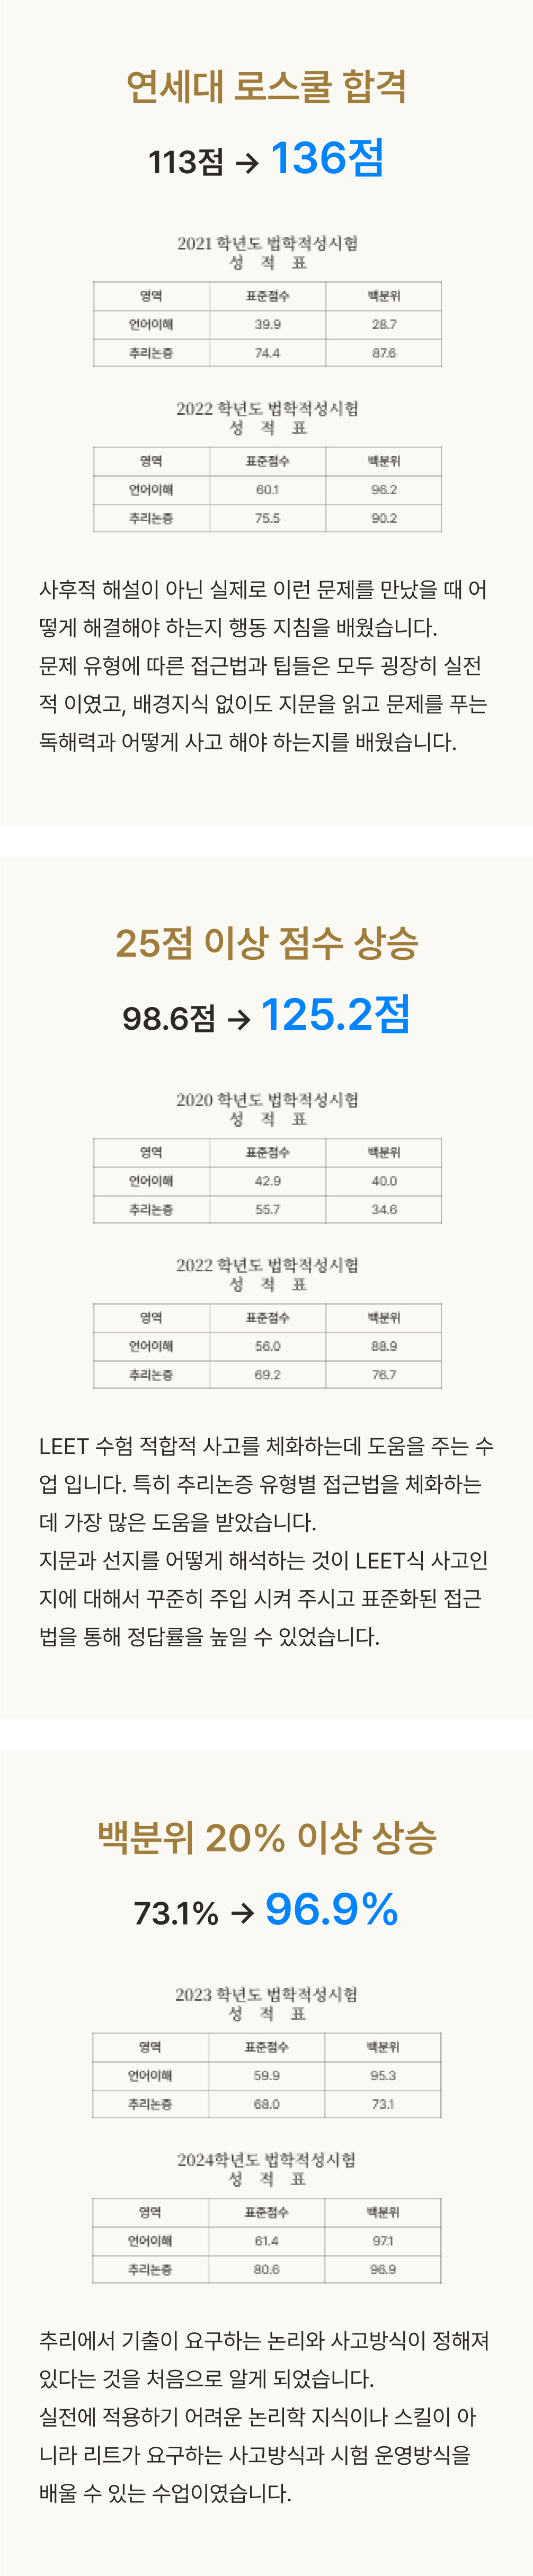 연세대 로스쿨 합격
113점 → 136점
2021 학년도 법학적성시험
성 적 표
영역 표준점수 백분위
언어이해 39.9 28.7
추리논증 74.4 87.6
2022 학년도 법학적성시험
성 적 표
영역 표준점수 백분위
언어이해 60.1 96.2
추리논증 75.5 90.2
사후적 해설이 아닌 실제로 이런 문제를 만났을 때 어
떻게 해결해야 하는지 행동 지침을 배웠습니다.
문제 유형에 따른 접근법과 팁들은 모두 굉장히 실전
적 이였고, 배경지식 없이도 지문을 읽고 문제를 푸는
독해력과 어떻게 사고 해야 하는지를 배웠습니다.
25점 이상 점수 상승
98.6점 → 125.2점
2020 학년도 법학적성시험
성 적 표
영역 표준점수 백분위
언어이해 42.9 40.0
추리논증 55.7 34.6
2022 학년도 법학적성시험
성 적 표
영역 표준점수 백분위
언어이해 56.0 88.9
추리논증 69.2 76.7
LEET 수험 적합적 사고를 체화하는데 도움을 주는 수
업 입니다. 특히 추리논증 유형별 접근법을 체화하는
데 가장 많은 도움을 받았습니다.
지문과 선지를 어떻게 해석하는 것이 LEET식 사고인
지에 대해서 꾸준히 주입 시켜 주시고 표준화된 접근
법을 통해 정답률을 높일 수 있었습니다.
백분위 20% 이상 상승
73.1% → 96.9%
2023 학년도 법학적성시험
성 적 표
영역 표준점수 백분위
언어이해 59.9 95.3
추리논증 68.0 73.1
2024학년도 법학적성시험
성 적 표
영역 표준점수 백분위
언어이해 61.4 97.1
추리논증 80.6 96.9
추리에서 기출이 요구하는 논리와 사고방식이 정해져
있다는 것을 처음으로 알게 되었습니다.
실전에 적용하기 어려운 논리학 지식이나 스킬이 아
니라 리트가 요구하는 사고방식과 시험 운영방식을
배울 수 있는 수업이였습니다.